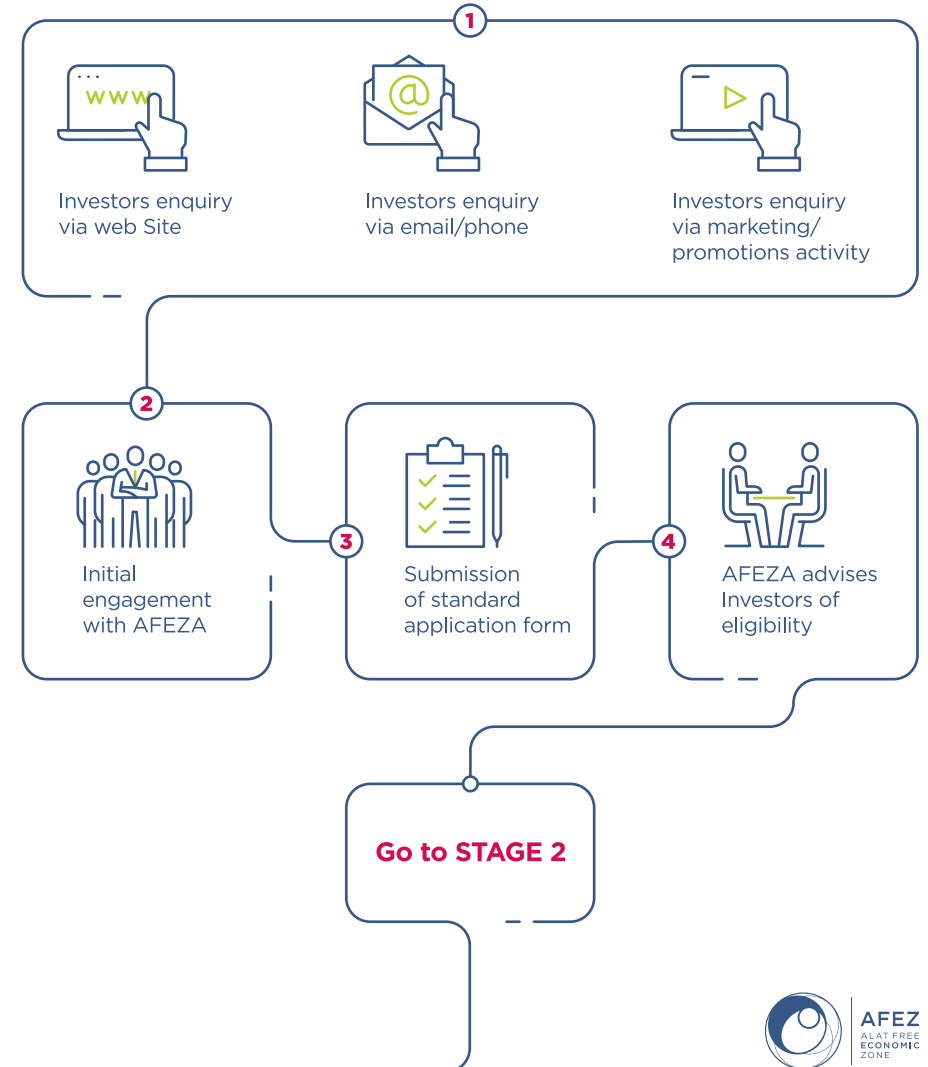 1
WWW
@
Investors enquiry
via web Site
Investors enquiry
via email/phone
Investors enquiry
via marketing/
promotions activity
2
3
4
Initial
engagement
with AFEZA
Submission
of standard
application form
AFEZA advises
Investors of
eligibility
Go to STAGE 2
AFEZ
ALAT FREE
ECONOMIC
ZONE